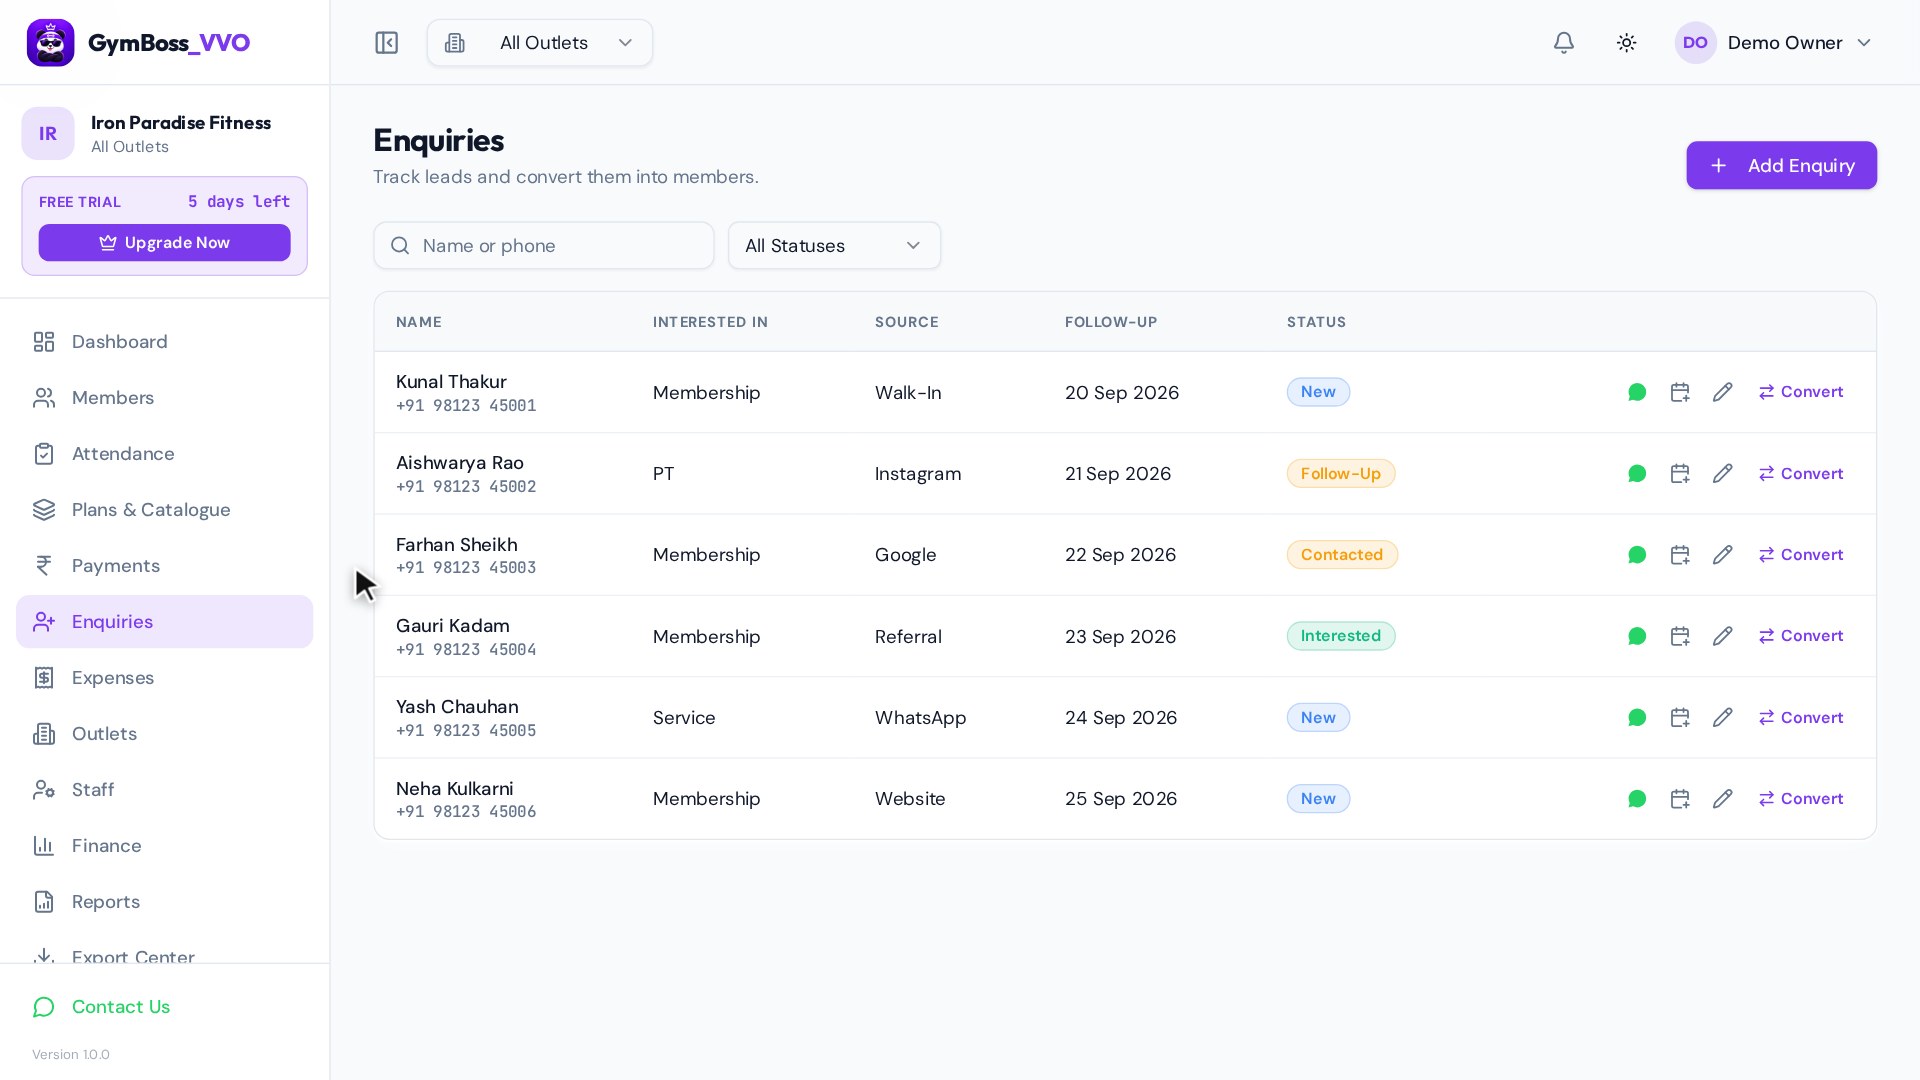 GymBoss_VVO
All Outlets
DO Demo Owner
IR
Iron Paradise Fitness
All Outlets
FREE TRIAL 5 days left
Upgrade Now
Dashboard
Members
Attendance
Plans & Catalogue
Payments
Enquiries
Expenses
Outlets
Staff
Finance
Reports
Export Center
Contact Us
Version 1.0.0
Enquiries
Track leads and convert them into members.
Add Enquiry
Name or phone
All Statuses
NAME INTERESTED IN SOURCE FOLLOW-UP STATUS
Kunal Thakur
+91 98123 45001
Membership Walk-In 20 Sep 2026 New Convert
Aishwarya Rao
+91 98123 45002
PT Instagram 21 Sep 2026 Follow-Up Convert
Farhan Sheikh
+91 98123 45003
Membership Google 22 Sep 2026 Contacted Convert
Gauri Kadam
+91 98123 45004
Membership Referral 23 Sep 2026 Interested Convert
Yash Chauhan
+91 98123 45005
Service WhatsApp 24 Sep 2026 New Convert
Neha Kulkarni
+91 98123 45006
Membership Website 25 Sep 2026 New Convert